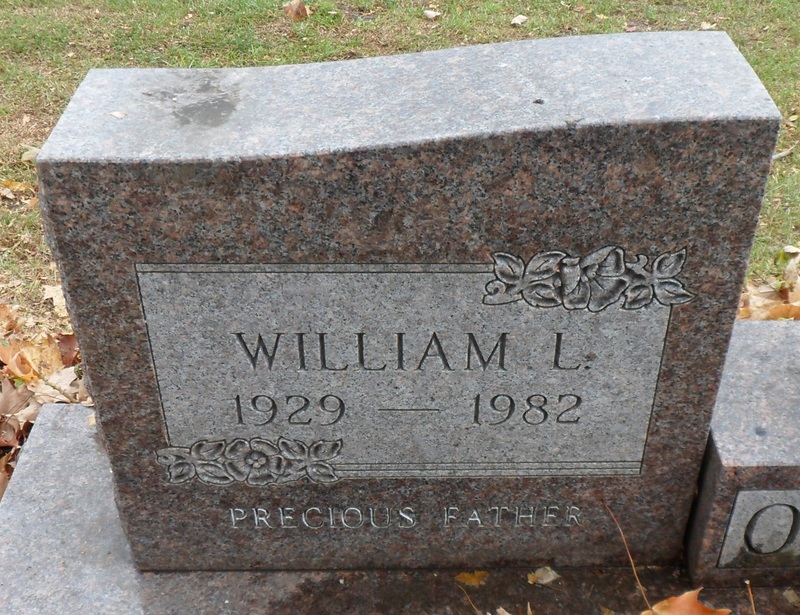 WILLIAM L.
1929 — 1982
PRECIOUS FATHER
O